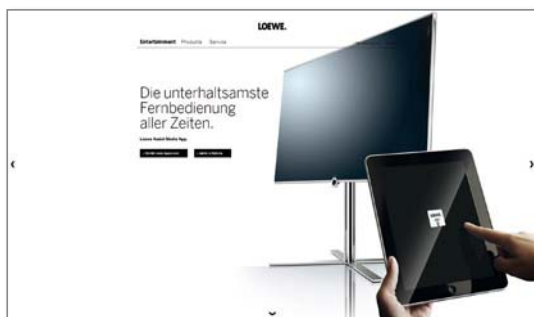 LOEWE.
Entertainment Produkte Service
Die unterhaltsamste
Fernbedienung
aller Zeiten.
Loewe Assist Media App.